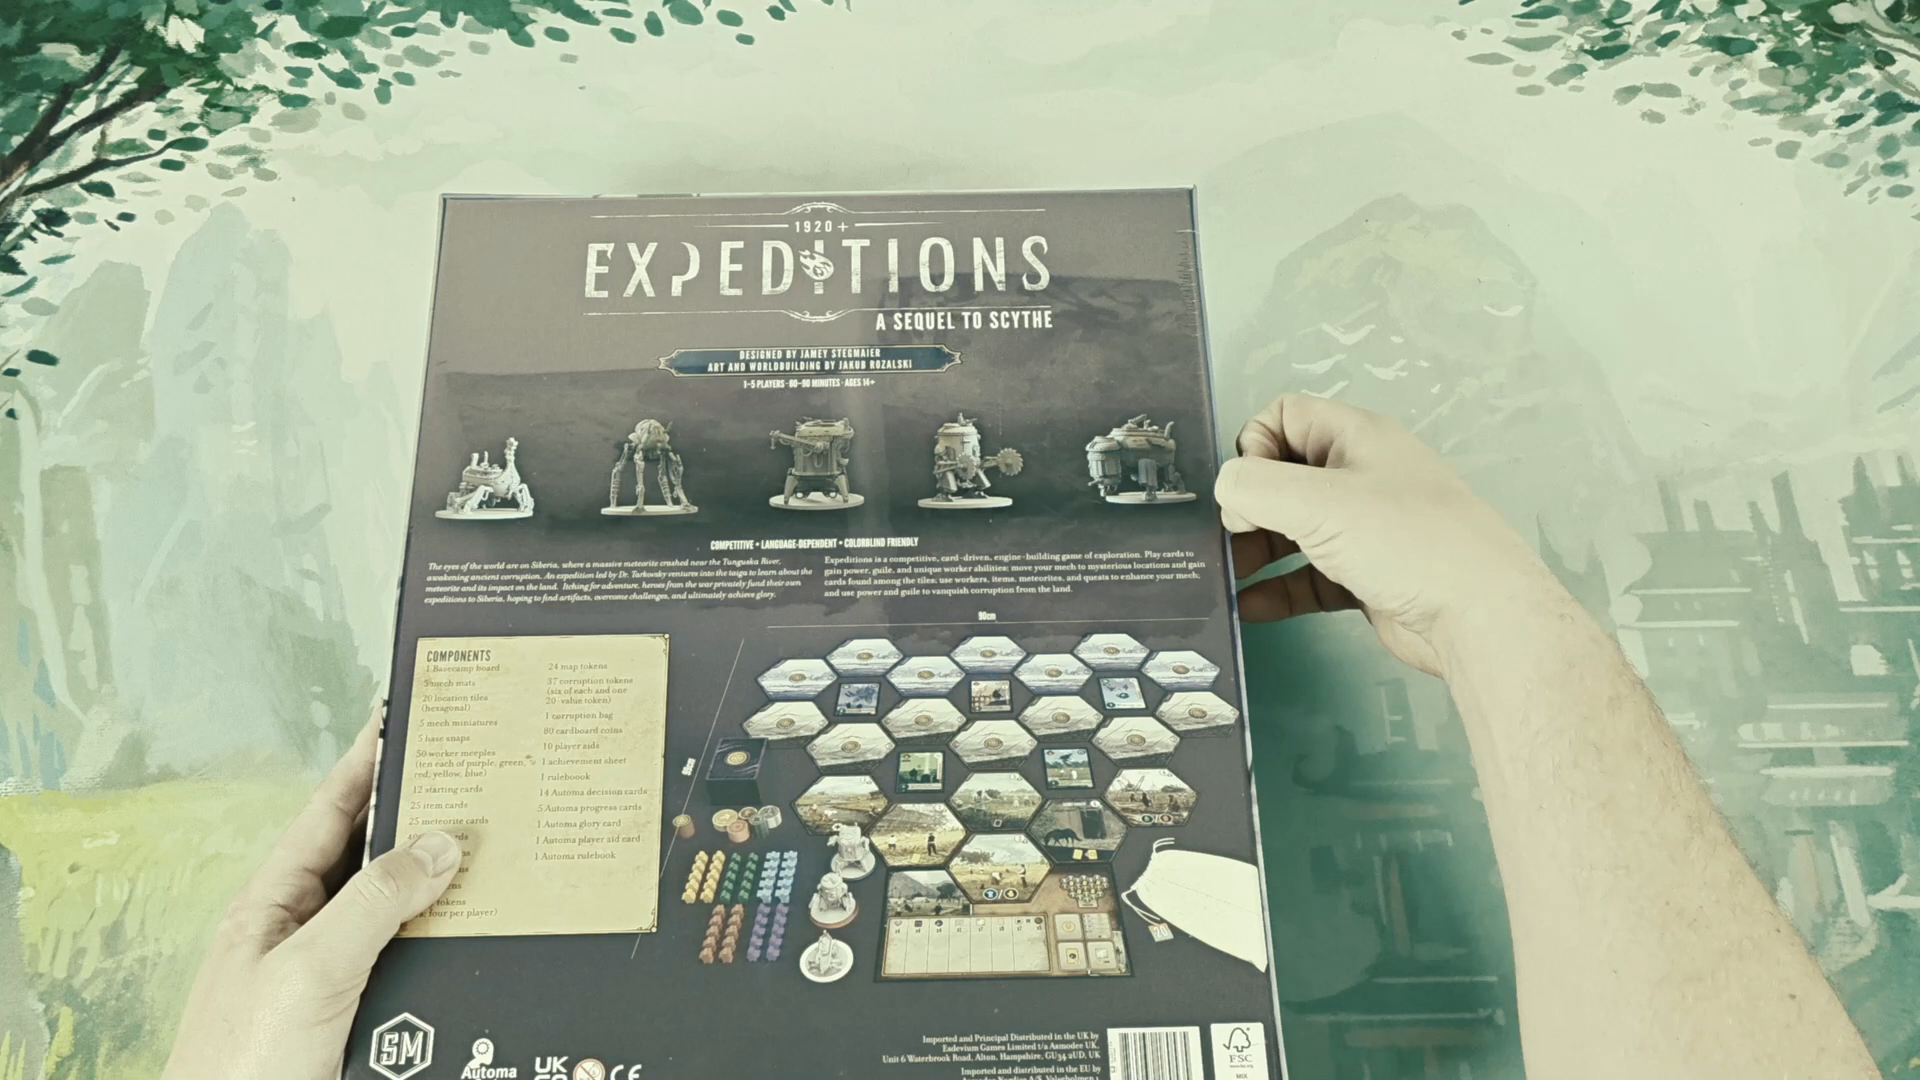 1920+
EXPEDITIONS
A SEQUEL TO SCYTHE
DESIGNED BY JAMEY STEGMAIER
ART AND WORLDBUILDING BY JAKUB ROZALSKI
1-5 PLAYERS · 60-90 MINUTES · AGES 14+
COMPETITIVE • LANGUAGE-DEPENDENT • COLORBLIND FRIENDLY
The eyes of the world are on Siberia, where a massive meteorite crashed near the Tunguska River,
awakening ancient corruption. An expedition led by Dr. Tarkovsky ventures into the taiga to learn about the
meteorite and its impact on the land. Itching for adventure, heroes from the war privately fund their own
expeditions to Siberia, hoping to find artifacts, overcome challenges, and ultimately achieve glory.
Expeditions is a competitive, card-driven, engine-building game of exploration. Play cards to
gain power, guile, and unique worker abilities; move your mech to mysterious locations and gain
cards found among the tiles; use workers, items, meteorites, and quests to enhance your mech;
and use power and guile to vanquish corruption from the land.
90cm
COMPONENTS
1 Basecamp board
5 mech mats
20 location tiles
(hexagonal)
5 mech miniatures
5 base snaps
50 worker meeples
(ten each of purple, green,
red, yellow, blue)
12 starting cards
25 item cards
25 meteorite cards
tokens
four per player)
24 map tokens
37 corruption tokens
(six of each and one
20-value token)
1 corruption bag
80 cardboard coins
10 player aids
1 achievement sheet
1 ruleboook
14 Automa decision cards
5 Automa progress cards
1 Automa glory card
1 Automa player aid card
1 Automa rulebook
20
SM
Automa
UK
CE
Imported and Principal Distributed in the UK by
Esdevium Games Limited t/a Asmodee UK,
Unit 6 Waterbrook Road, Alton, Hampshire, GU34 2UD, UK
Imported and distributed in the EU by
FSC
MIX